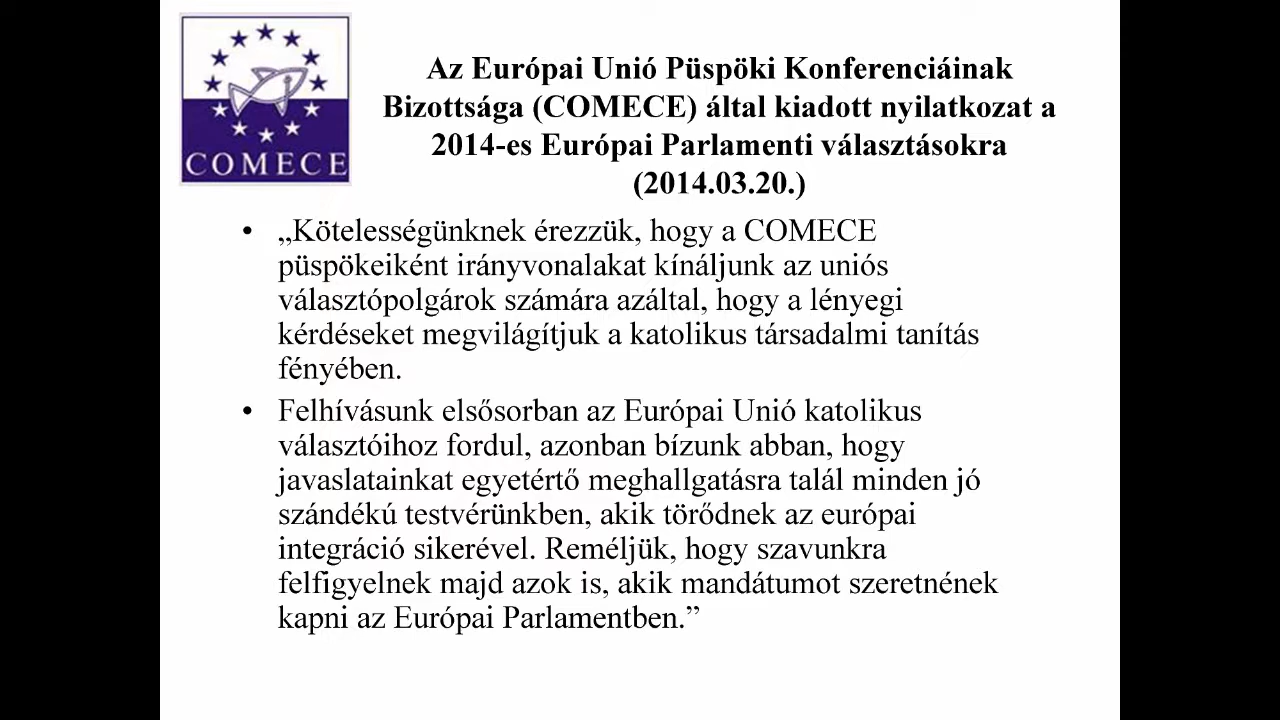 COMECE
Az Európai Unió Püspöki Konferenciáinak
Bizottsága (COMECE) által kiadott nyilatkozat a
2014-es Európai Parlamenti választásokra
(2014.03.20.)
• „Kötelességünknek érezzük, hogy a COMECE
püspökeiként irányvonalakat kínáljunk az uniós
választópolgárok számára azáltal, hogy a lényegi
kérdéseket megvilágítjuk a katolikus társadalmi tanítás
fényében.
• Felhívásunk elsősorban az Európai Unió katolikus
választóihoz fordul, azonban bízunk abban, hogy
javaslatainkat egyetértő meghallgatásra talál minden jó
szándékú testvérünkben, akik törődnek az európai
integráció sikerével. Reméljük, hogy szavunkra
felfigyelnek majd azok is, akik mandátumot szeretnének
kapni az Európai Parlamentben.”